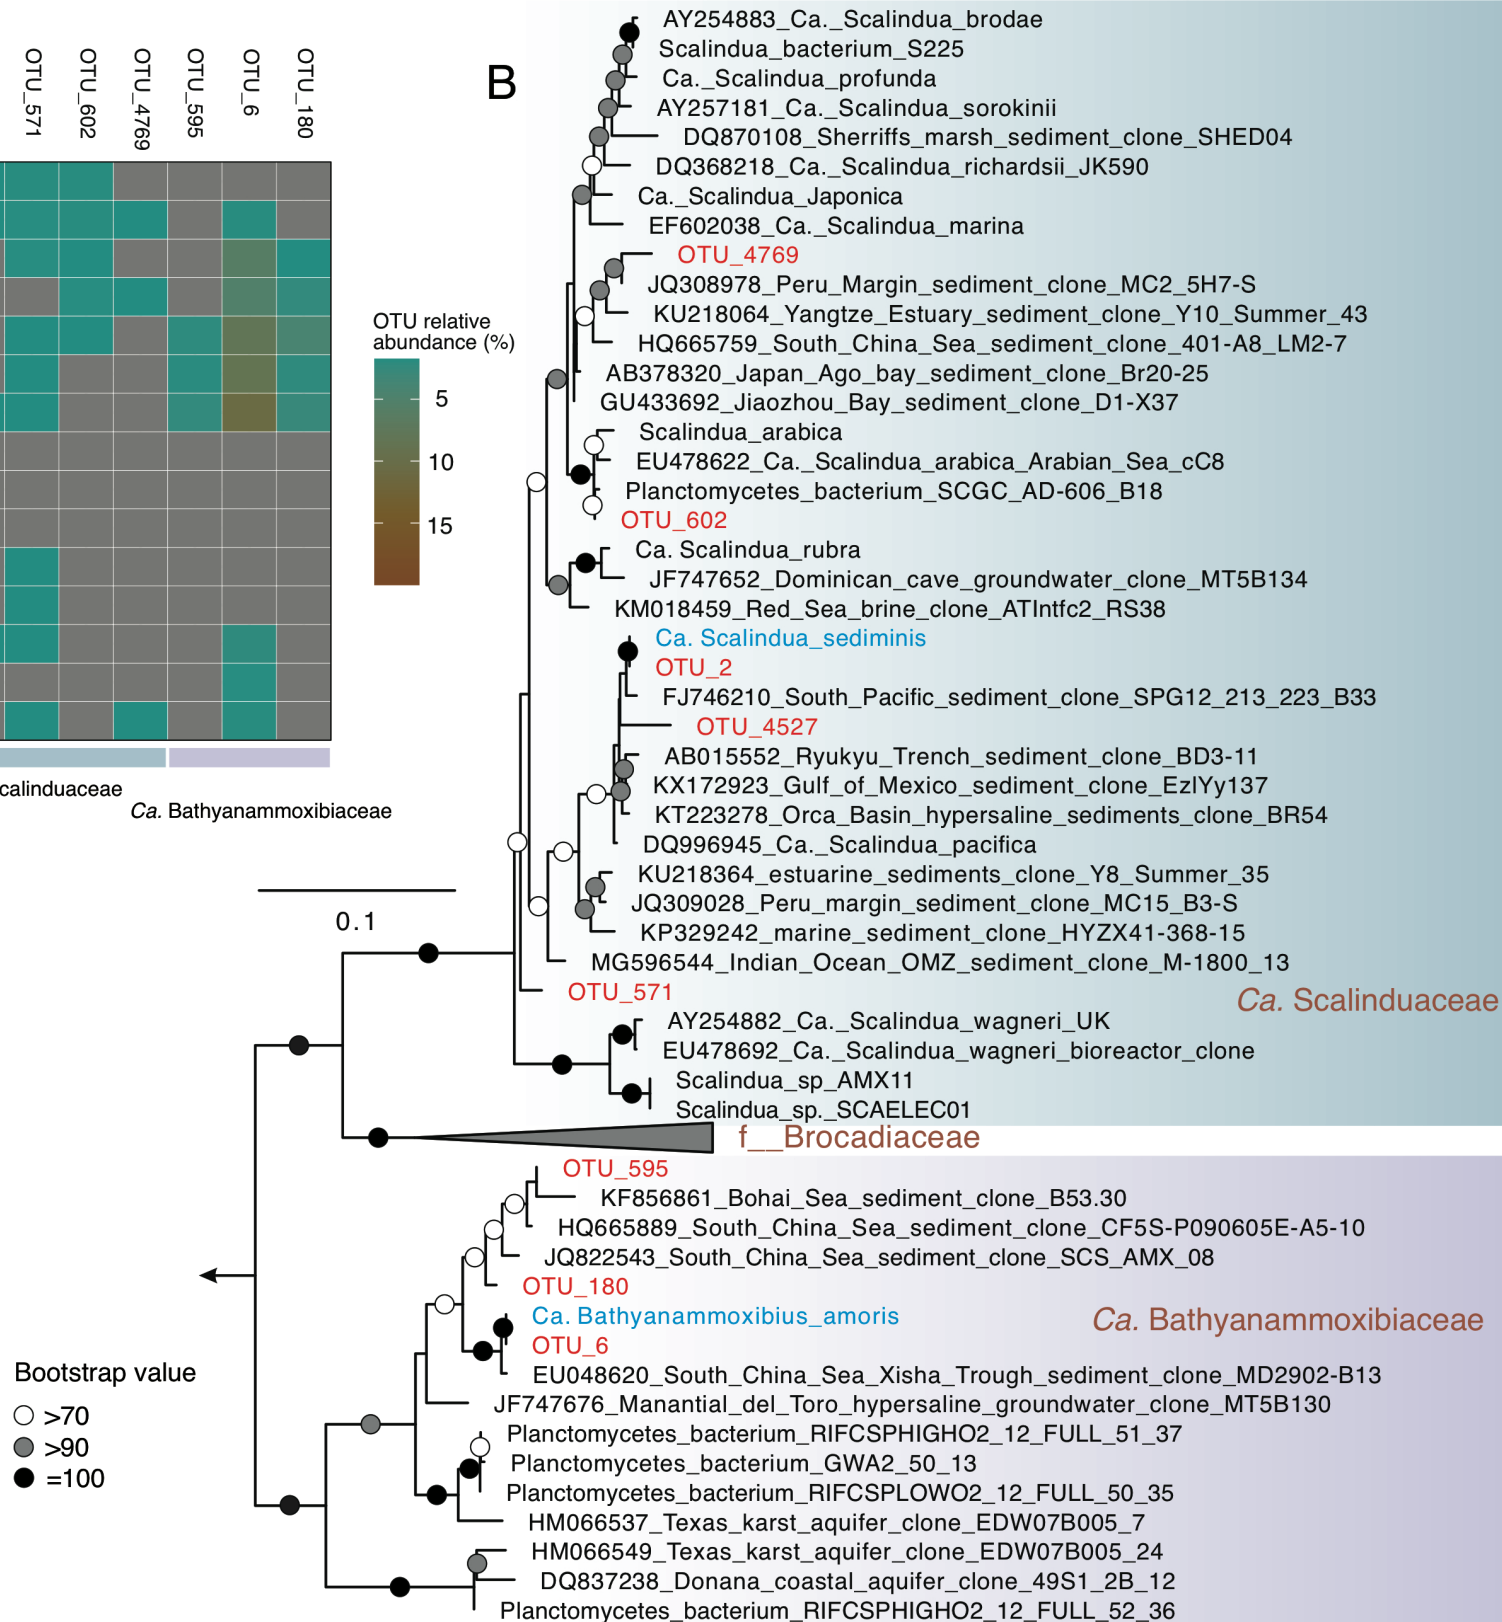 OTU_571
OTU_602
OTU_4769
OTU_595
OTU_6
OTU_180
OTU relative
abundance (%)
5
10
15
calinduaceae
Ca. Bathyanammoxibiaceae
B
AY254883_Ca._Scalindua_brodae
Scalindua_bacterium_S225
Ca._Scalindua_profunda
AY257181_Ca._Scalindua_sorokinii
DQ870108_Sherriffs_marsh_sediment_clone_SHED04
DQ368218_Ca._Scalindua_richardsii_JK590
Ca._Scalindua_Japonica
EF602038_Ca._Scalindua_marina
OTU_4769
JQ308978_Peru_Margin_sediment_clone_MC2_5H7-S
KU218064_Yangtze_Estuary_sediment_clone_Y10_Summer_43
HQ665759_South_China_Sea_sediment_clone_401-A8_LM2-7
AB378320_Japan_Ago_bay_sediment_clone_Br20-25
GU433692_Jiaozhou_Bay_sediment_clone_D1-X37
Scalindua_arabica
EU478622_Ca._Scalindua_arabica_Arabian_Sea_cC8
Planctomycetes_bacterium_SCGC_AD-606_B18
OTU_602
Ca. Scalindua_rubra
JF747652_Dominican_cave_groundwater_clone_MT5B134
KM018459_Red_Sea_brine_clone_ATIntfc2_RS38
Ca. Scalindua_sediminis
OTU_2
FJ746210_South_Pacific_sediment_clone_SPG12_213_223_B33
OTU_4527
AB015552_Ryukyu_Trench_sediment_clone_BD3-11
KX172923_Gulf_of_Mexico_sediment_clone_EzlYy137
KT223278_Orca_Basin_hypersaline_sediments_clone_BR54
DQ996945_Ca._Scalindua_pacifica
KU218364_estuarine_sediments_clone_Y8_Summer_35
JQ309028_Peru_margin_sediment_clone_MC15_B3-S
KP329242_marine_sediment_clone_HYZX41-368-15
MG596544_Indian_Ocean_OMZ_sediment_clone_M-1800_13
OTU_571
Ca. Scalinduaceae
AY254882_Ca._Scalindua_wagneri_UK
EU478692_Ca._Scalindua_wagneri_bioreactor_clone
Scalindua_sp_AMX11
Scalindua_sp._SCAELEC01
f__Brocadiaceae
0.1
OTU_595
KF856861_Bohai_Sea_sediment_clone_B53.30
HQ665889_South_China_Sea_sediment_clone_CF5S-P090605E-A5-10
JQ822543_South_China_Sea_sediment_clone_SCS_AMX_08
OTU_180
Ca. Bathyanammoxibius_amoris
Ca. Bathyanammoxibiaceae
OTU_6
EU048620_South_China_Sea_Xisha_Trough_sediment_clone_MD2902-B13
JF747676_Manantial_del_Toro_hypersaline_groundwater_clone_MT5B130
Planctomycetes_bacterium_RIFCSPHIGHO2_12_FULL_51_37
Planctomycetes_bacterium_GWA2_50_13
Planctomycetes_bacterium_RIFCSPLOWO2_12_FULL_50_35
HM066537_Texas_karst_aquifer_clone_EDW07B005_7
HM066549_Texas_karst_aquifer_clone_EDW07B005_24
DQ837238_Donana_coastal_aquifer_clone_49S1_2B_12
Planctomycetes_bacterium_RIFCSPHIGHO2_12_FULL_52_36
Bootstrap value
>70
>90
=100